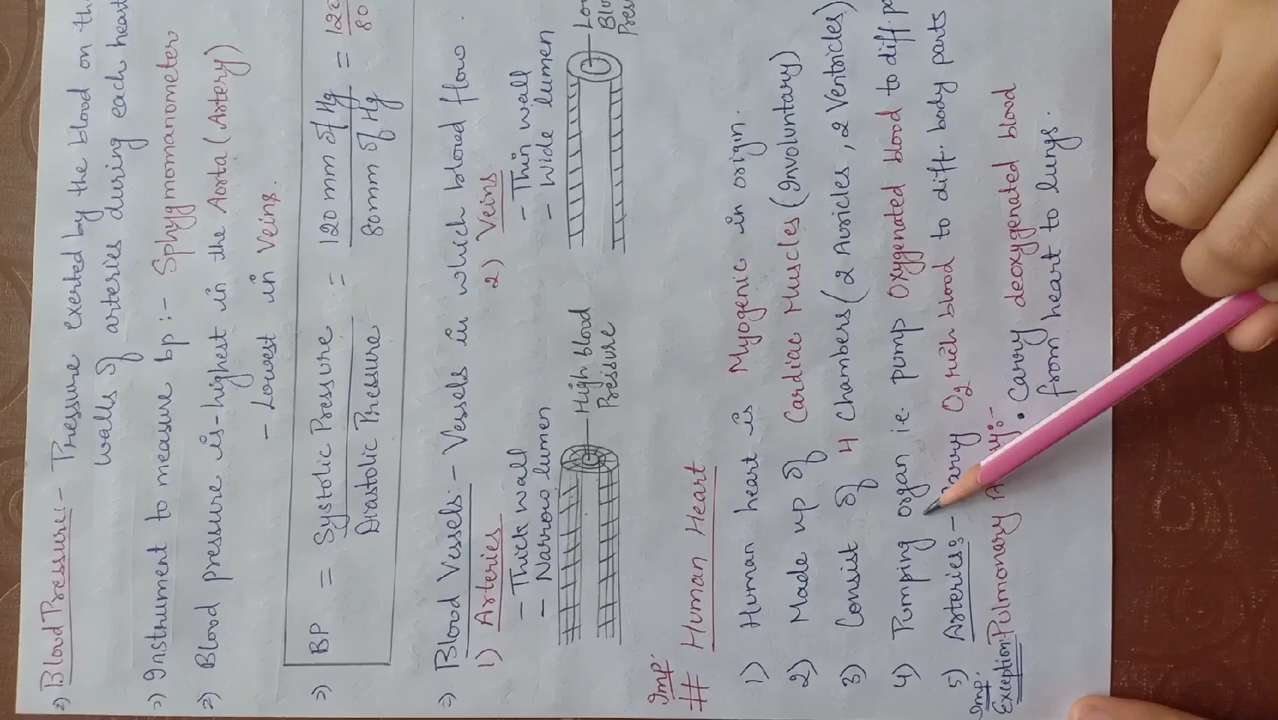 Blood Pressure:- Pressure exerted by the blood on th
walls of arteries during each heart
Instrument to measure bp :- Sphygmomanometer
Blood pressure is - highest in the Aorta (Artery)
- Lowest in Veins.
BP = Systolic Pressure = 120 mm of Hg = 120
Diastolic Pressure 80mm of Hg 80
Blood Vessels:- Vessels in which blood flow.
1) Arteries 2) Veins
- Thick wall - Thin wall
- Narrow lumen - Wide lumen
High blood Pressure
Imp:
# Human Heart
1) Human heart is Myogenic in origin.
2) Made up of Cardiac Muscles (Involuntary)
3) Consist of 4 Chambers (2 Auricles, 2 Ventricles)
4) Pumping organ ie. pump Oxygenated blood to diff. p
5) Arteries:- O2 rich blood to diff. body parts
Imp:
Exception: Pulmonary • Carry deoxygenated blood
from heart to lungs.